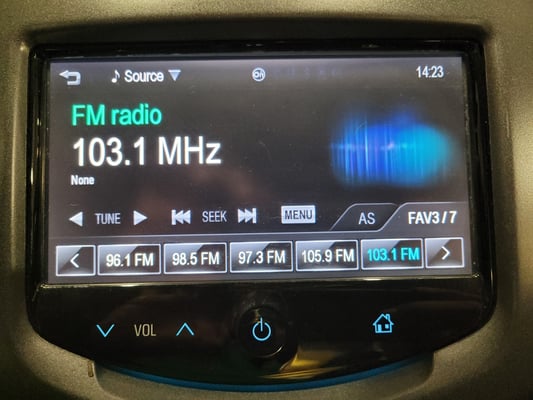 Source 14:23
FM radio
103.1 MHz
None
TUNE SEEK MENU AS FAV3 / 7
96.1 FM 98.5 FM 97.3 FM 105.9 FM 103.1 FM
VOL